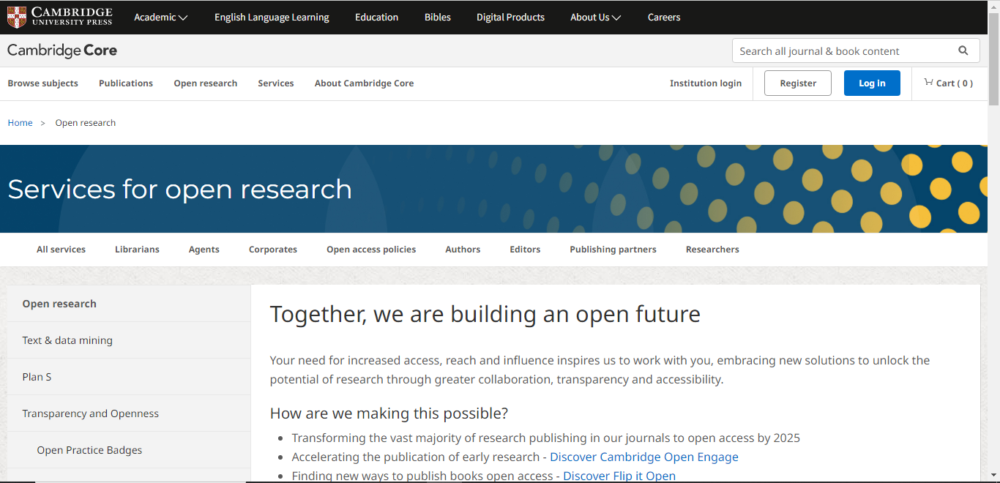 CAMBRIDGE
UNIVERSITY PRESS
Academic English Language Learning Education Bibles Digital Products About Us Careers
Cambridge Core
Search all journal & book content
Browse subjects Publications Open research Services About Cambridge Core Institution login Register Log In Cart ( 0 )
Home > Open research
Services for open research
All services Librarians Agents Corporates Open access policies Authors Editors Publishing partners Researchers
Open research
Text & data mining
Plan S
Transparency and Openness
Open Practice Badges
Together, we are building an open future
Your need for increased access, reach and influence inspires us to work with you, embracing new solutions to unlock the
potential of research through greater collaboration, transparency and accessibility.
How are we making this possible?
• Transforming the vast majority of research publishing in our journals to open access by 2025
• Accelerating the publication of early research - Discover Cambridge Open Engage
• Finding new ways to publish books open access - Discover Flip it Open